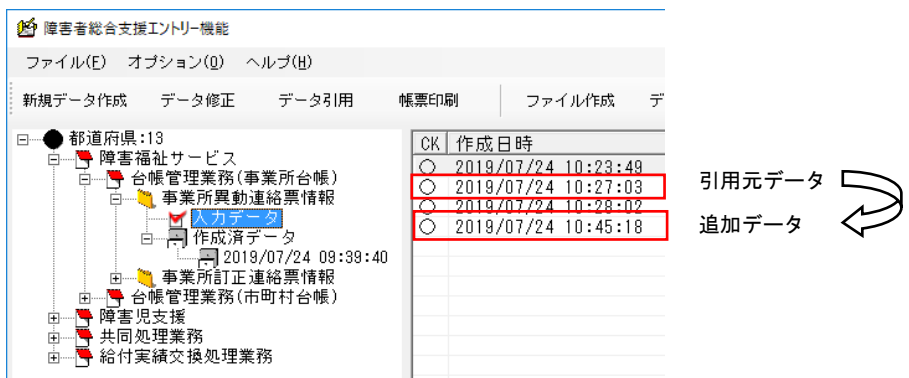 障害者総合支援エントリー機能
ファイル(F) オプション(O) ヘルプ(H)
新規データ作成 データ修正 データ引用 帳票印刷 ファイル作成 デ
都道府県:13
障害福祉サービス
台帳管理業務(事業所台帳)
事業所異動連絡票情報
入力データ
作成済データ
2019/07/24 09:39:40
事業所訂正連絡票情報
台帳管理業務(市町村台帳)
障害児支援
共同処理業務
給付実績交換処理業務
CK 作成日時
○ 2019/07/24 10:23:49
○ 2019/07/24 10:27:03
○ 2019/07/24 10:28:02
○ 2019/07/24 10:45:18
引用元データ
追加データ